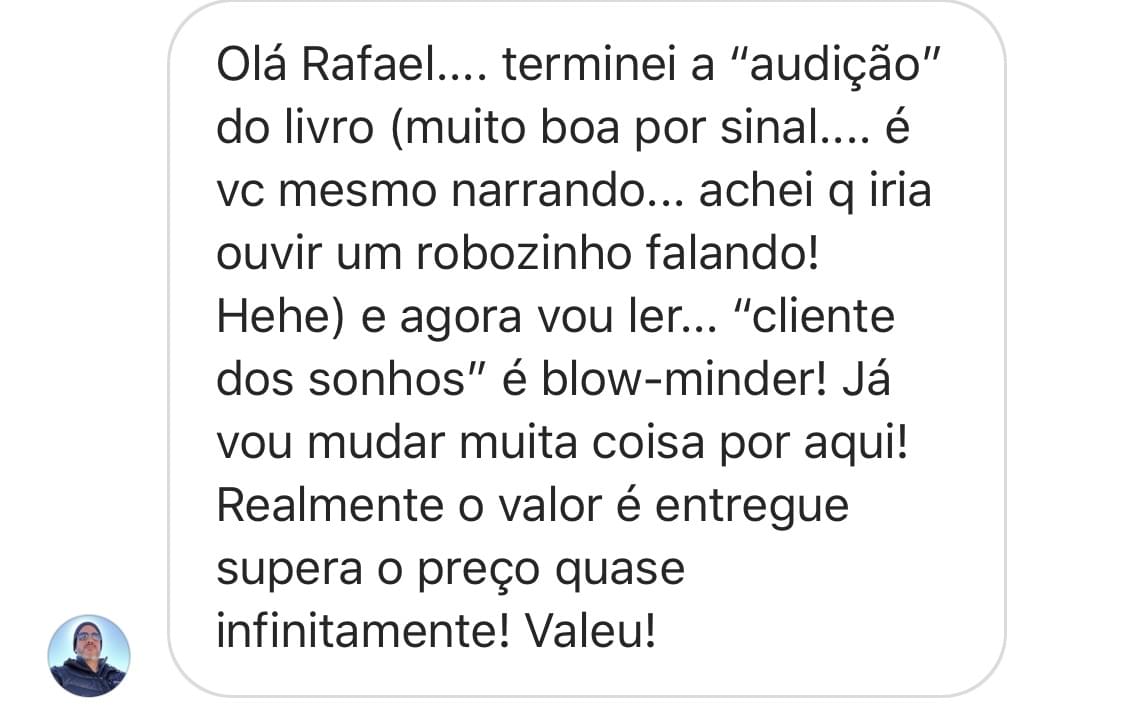 Olá Rafael.... terminei a “audição”
do livro (muito boa por sinal.... é
vc mesmo narrando... achei q iria
ouvir um robozinho falando!
Hehe) e agora vou ler... “cliente
dos sonhos” é blow-minder! Já
vou mudar muita coisa por aqui!
Realmente o valor é entregue
supera o preço quase
infinitamente! Valeu!